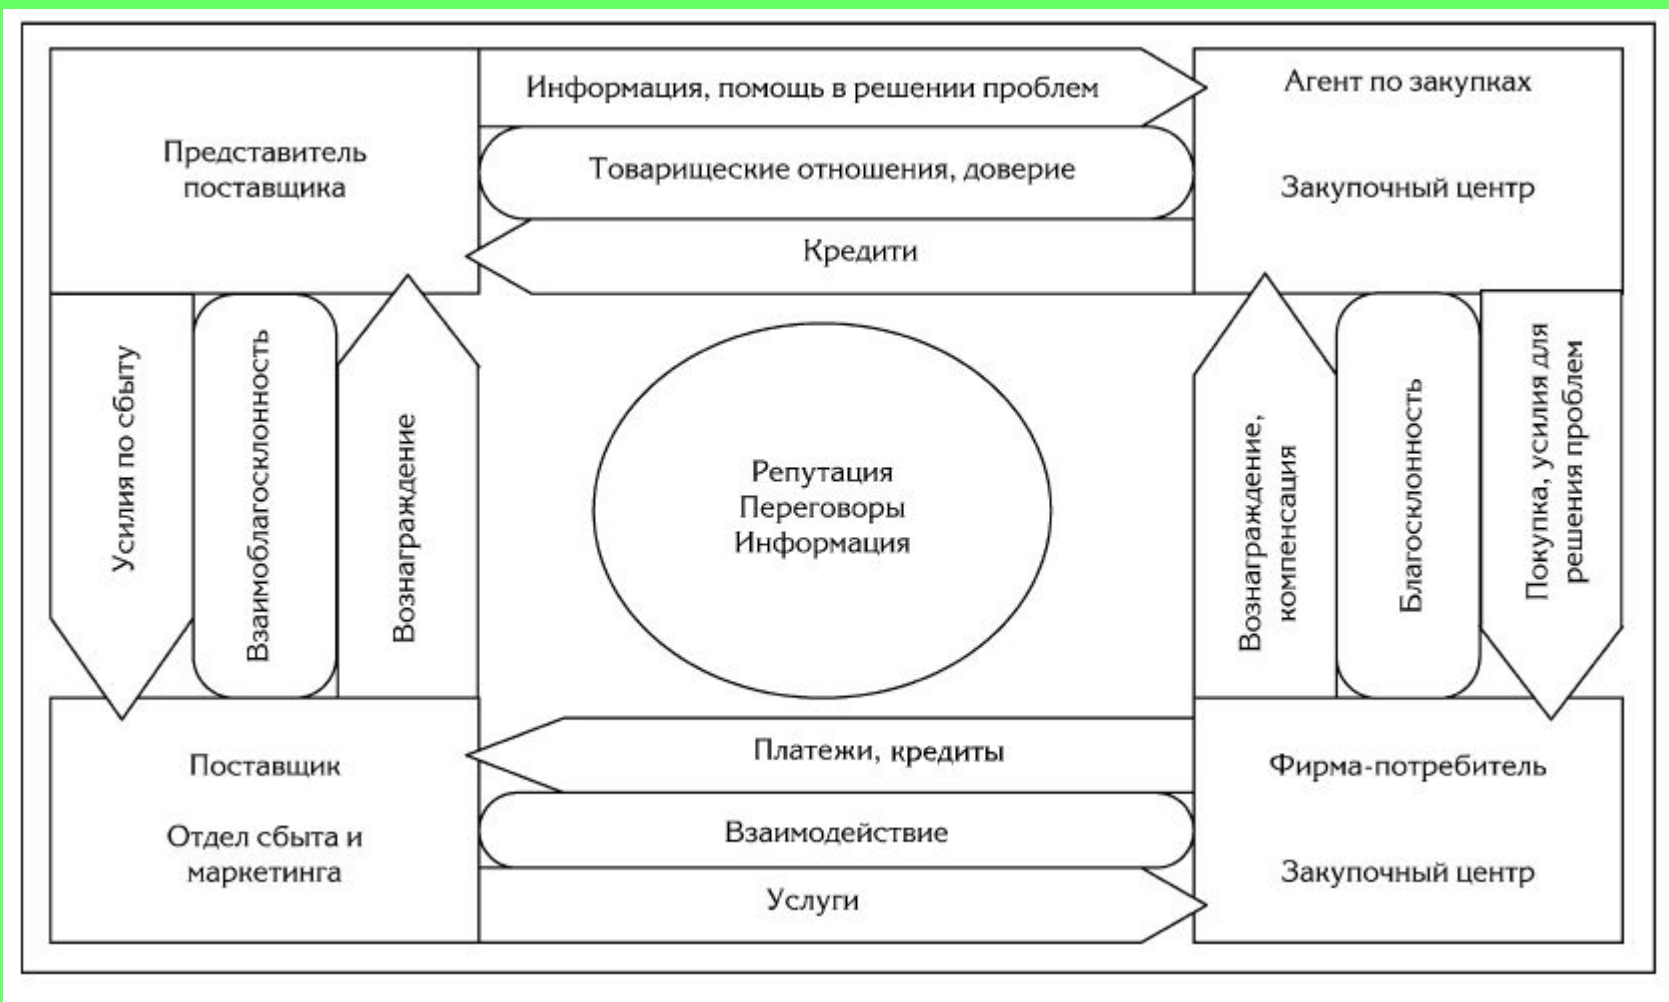 Информация, помощь в решении проблем
Агент по закупках
Представитель
поставщика
Товарищеские отношения, доверие
Закупочный центр
Кредити
Усилия по сбыту
Взаимоблагосклонность
Вознаграждение
Репутация
Переговоры
Информация
Вознаграждение,
компенсация
Благосклонность
Покупка, усилия для
решения проблем
Поставщик
Отдел сбыта и
маркетинга
Платежи, кредиты
Взаимодействие
Услуги
Фирма-потребитель
Закупочный центр